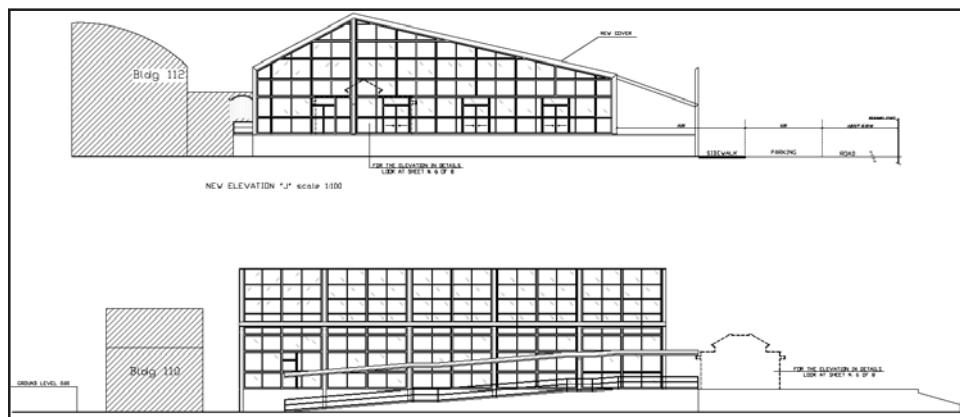 NEW COVER
Bldg 112
SIDEWALK
PARKING
ROAD
FOR THE ELEVATION IN DETAILS
LOOK AT SHEET N. 6 OF 8
NEW ELEVATION "J" scale 1:100
Bldg 110
GROUND LEVEL
FOR THE ELEVATION IN DETAILS
LOOK AT SHEET N. 6 OF 8